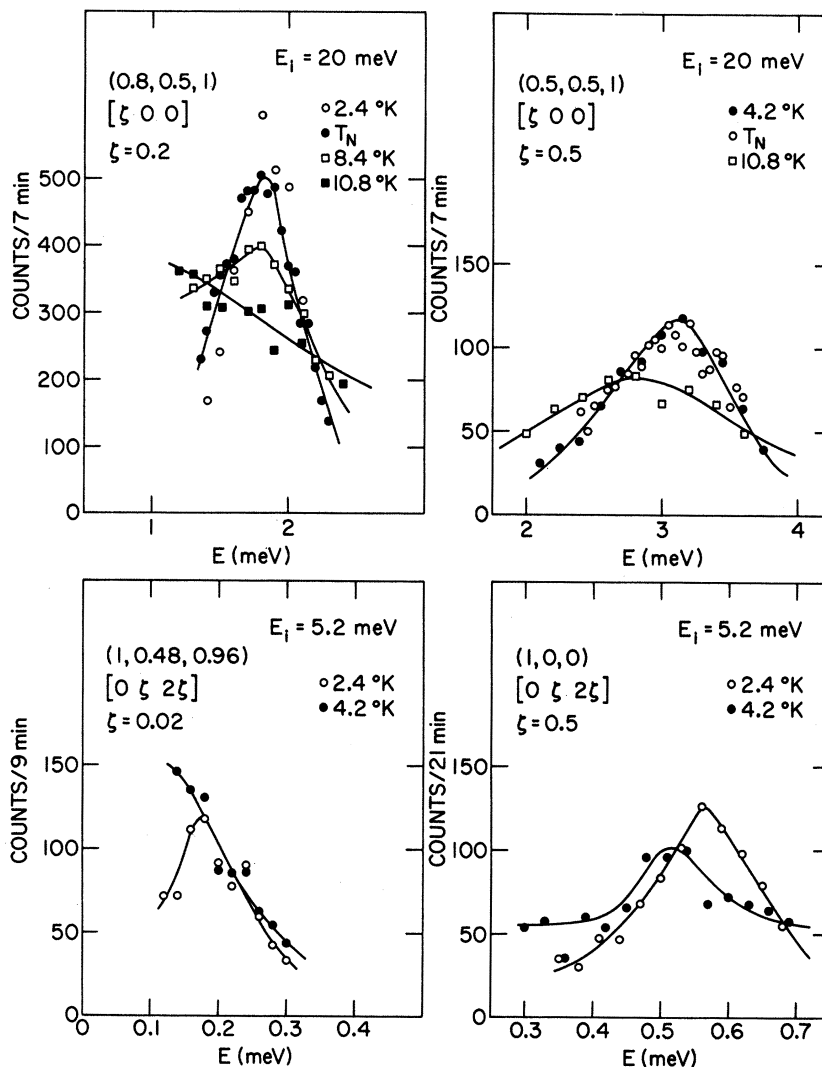 E_i = 20 meV
(0.8, 0.5, 1)
[ζ 0 0]
ζ=0.2
○ 2.4 °K
● T_N
□ 8.4 °K
■ 10.8 °K
COUNTS/7 min
500
400
300
200
100
0
1
2
E (meV)
E_i = 20 meV
(0.5, 0.5, 1)
[ζ 0 0]
ζ=0.5
● 4.2 °K
○ T_N
□ 10.8 °K
COUNTS/7 min
150
100
50
0
2
3
4
E (meV)
E_i = 5.2 meV
(1, 0.48, 0.96)
[0 ζ 2ζ]
ζ=0.02
○ 2.4 °K
● 4.2 °K
COUNTS/9 min
150
100
50
0
0
0.1
0.2
0.3
0.4
E (meV)
E_i = 5.2 meV
(1, 0, 0)
[0 ζ 2ζ]
ζ=0.5
○ 2.4 °K
● 4.2 °K
COUNTS/21 min
150
100
50
0
0.3
0.4
0.5
0.6
0.7
E (meV)